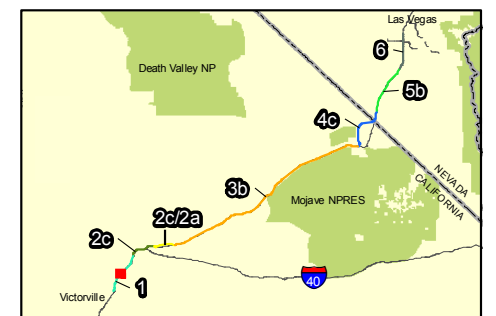 Las Vegas
6
Death Valley NP
5b
4c
NEVADA
CALIFORNIA
3b
Mojave NPRES
2c/2a
2c
40
1
Victorville